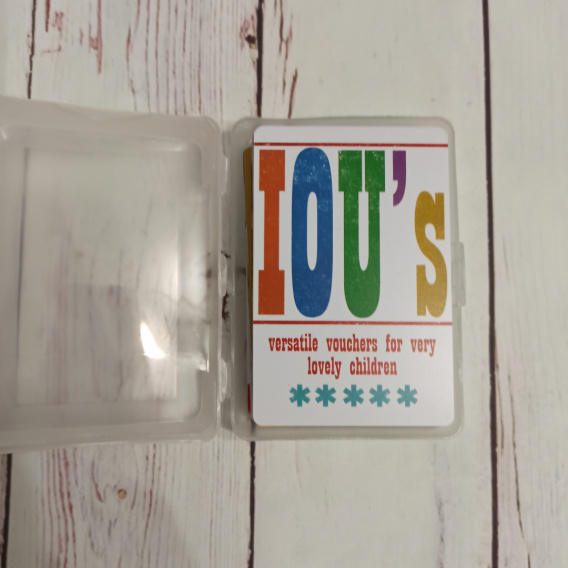 IOU's
versatile vouchers for very
lovely children
*****